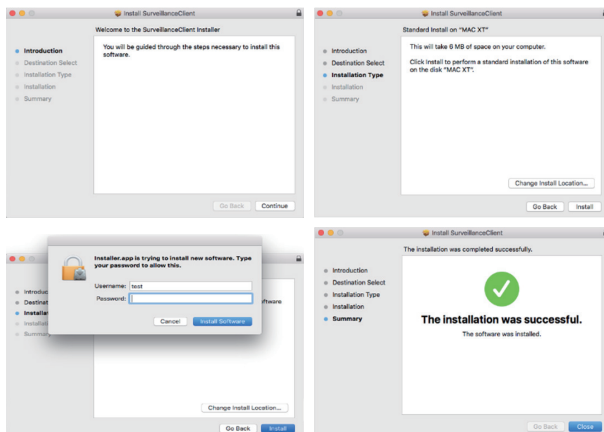 Install SurveillanceClient
Welcome to the SurveillanceClient Installer
Introduction
Destination Select
Installation Type
Installation
Summary
You will be guided through the steps necessary to install this
software.
Go Back
Continue
Install SurveillanceClient
Standard Install on "MAC XT"
Introduction
Destination Select
Installation Type
Installation
Summary
This will take 6 MB of space on your computer.
Click Install to perform a standard installation of this software
on the disk "MAC XT".
Change Install Location...
Go Back
Install
Installer.app is trying to install new software. Type
your password to allow this.
Username: test
Password:
Cancel
Install Software
Introduc
Destinat
Installat
Installati
Summary
ftware
Change Install Location...
Go Back
Install
Install SurveillanceClient
The installation was completed successfully.
Introduction
Destination Select
Installation Type
Installation
Summary
The installation was successful.
The software was installed.
Go Back
Close